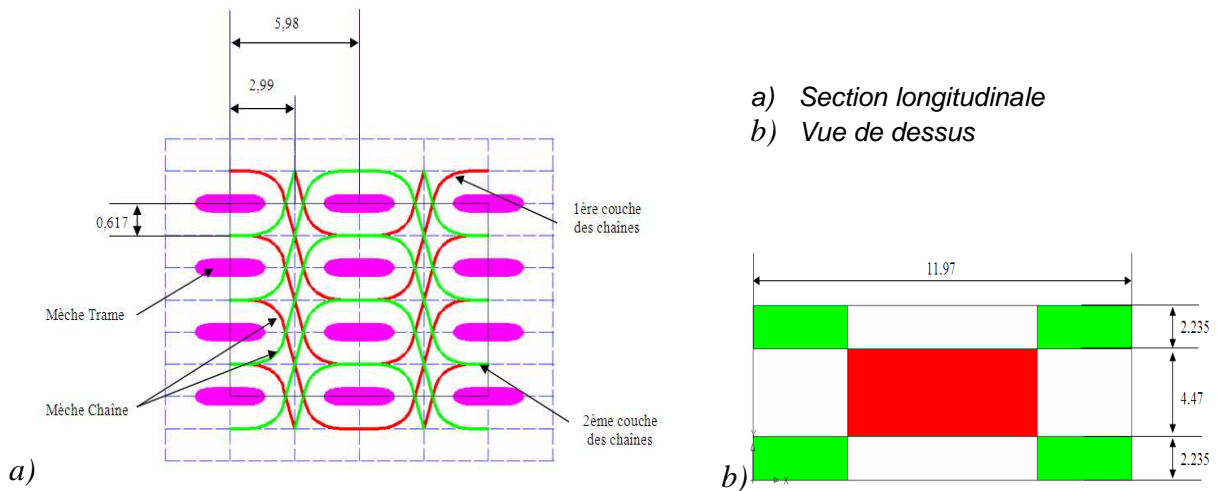 5,98
2,99
0,617
1ère couche
des chaînes
Mèche Trame
Mèche Chaîne
2ème couche
des chaînes
a)
a) Section longitudinale
b) Vue de dessus
11.97
2.235
4.47
2.235
Y
X
b)